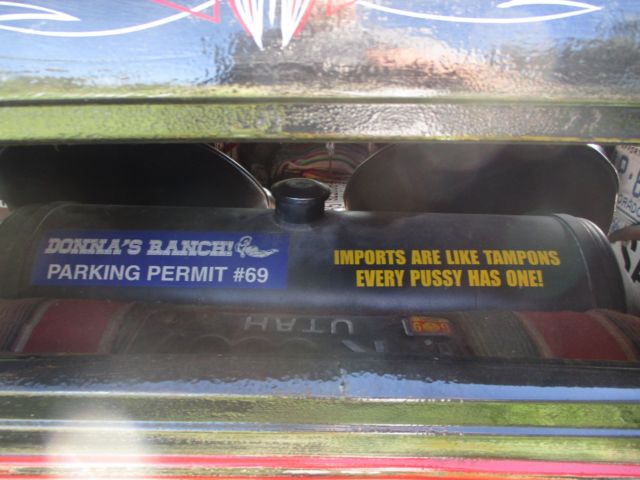 DONNA'S RANCH!
PARKING PERMIT #69
IMPORTS ARE LIKE TAMPONS
EVERY PUSSY HAS ONE!
UTAH